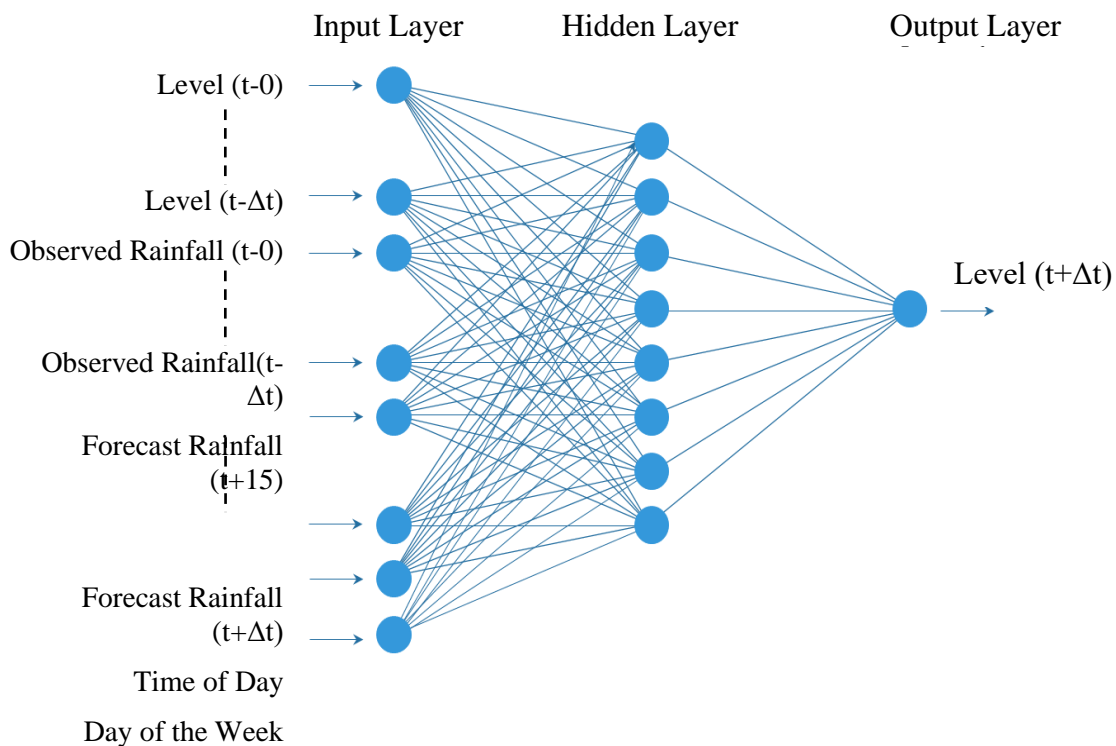 Input Layer
Hidden Layer
Output Layer
Level (t-0)
Level (t-Δt)
Observed Rainfall (t-0)
Observed Rainfall(t-
Δt)
Forecast Rainfall
(t+15)
Forecast Rainfall
(t+Δt)
Time of Day
Day of the Week
Level (t+Δt)